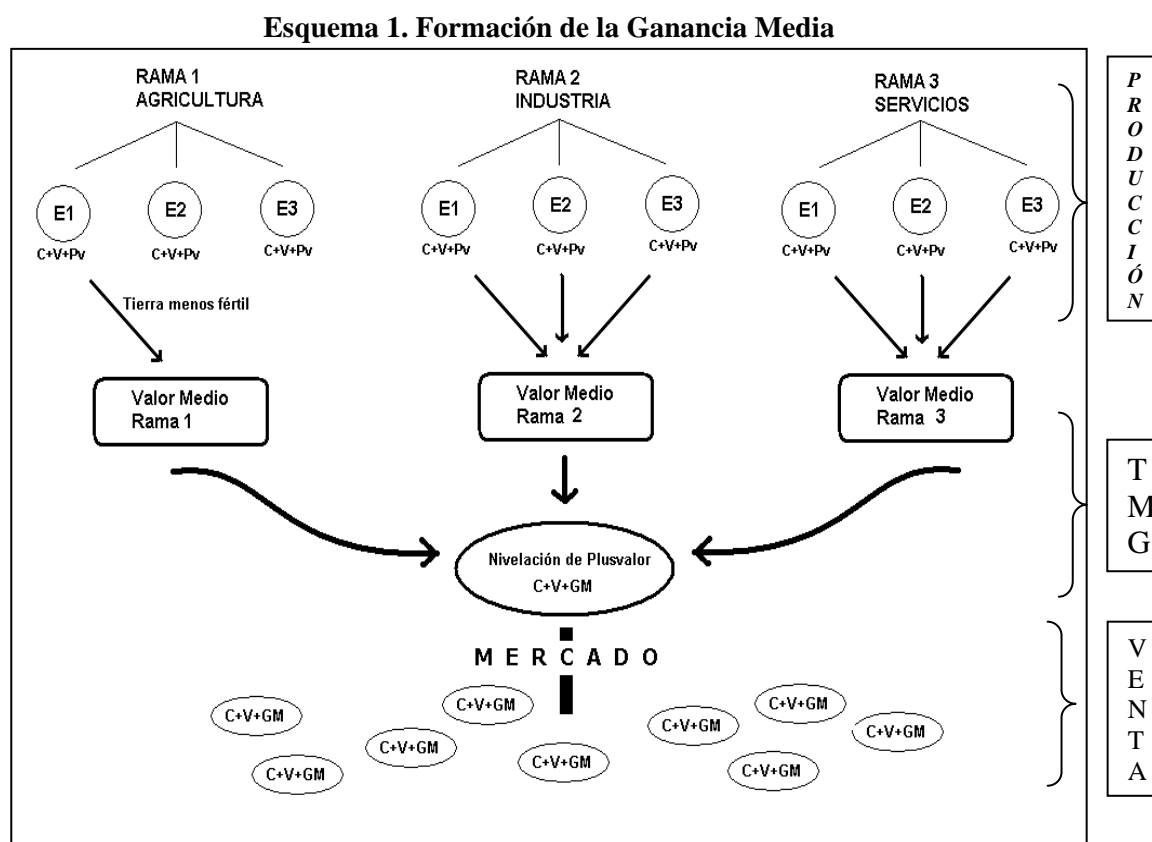 Esquema 1. Formación de la Ganancia Media
RAMA 1
AGRICULTURA
RAMA 2
INDUSTRIA
RAMA 3
SERVICIOS
E1
E2
E3
E1
E2
E3
E1
E2
E3
C+V+Pv
C+V+Pv
C+V+Pv
C+V+Pv
C+V+Pv
C+V+Pv
C+V+Pv
C+V+Pv
C+V+Pv
Tierra menos fértil
Valor Medio
Rama 1
Valor Medio
Rama 2
Valor Medio
Rama 3
Nivelación de Plusvalor
C+V+GM
M E R C A D O
C+V+GM
C+V+GM
C+V+GM
C+V+GM
C+V+GM
C+V+GM
C+V+GM
C+V+GM
C+V+GM
P
R
O
D
U
C
C
I
Ó
N
T
M
G
V
E
N
T
A